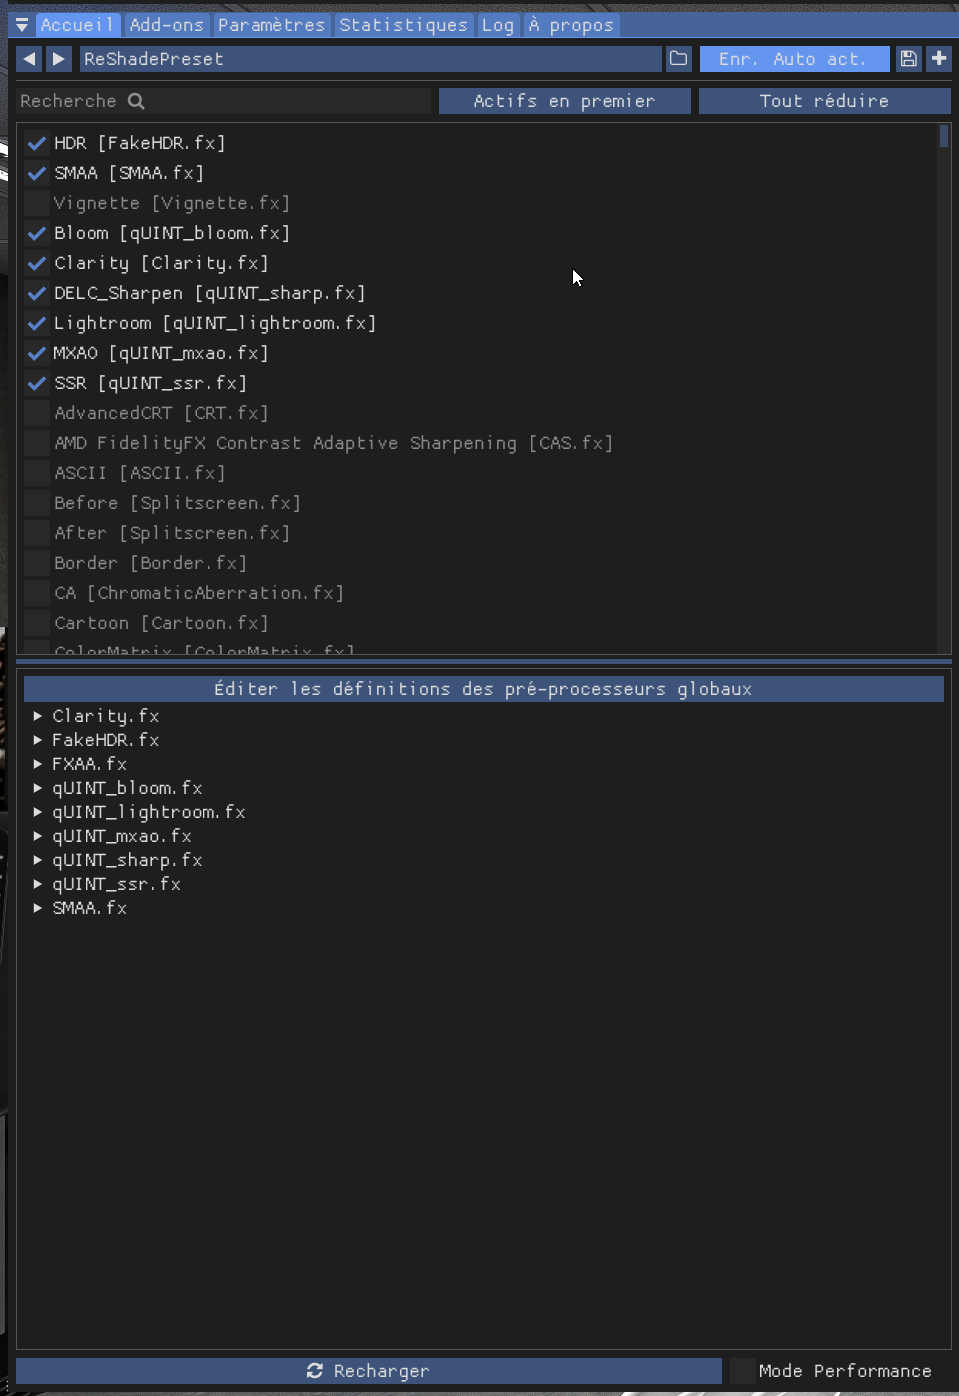 Accueil Add-ons Paramètres Statistiques Log À propos
ReShadePreset Enr. Auto act.
Recherche Actifs en premier Tout réduire
HDR [FakeHDR.fx]
SMAA [SMAA.fx]
Vignette [Vignette.fx]
Bloom [qUINT_bloom.fx]
Clarity [Clarity.fx]
DELC_Sharpen [qUINT_sharp.fx]
Lightroom [qUINT_lightroom.fx]
MXAO [qUINT_mxao.fx]
SSR [qUINT_ssr.fx]
AdvancedCRT [CRT.fx]
AMD FidelityFX Contrast Adaptive Sharpening [CAS.fx]
ASCII [ASCII.fx]
Before [Splitscreen.fx]
After [Splitscreen.fx]
Border [Border.fx]
CA [ChromaticAberration.fx]
Cartoon [Cartoon.fx]
ColorMatrix [ColorMatrix.fx]
Éditer les définitions des pré-processeurs globaux
Clarity.fx
FakeHDR.fx
FXAA.fx
qUINT_bloom.fx
qUINT_lightroom.fx
qUINT_mxao.fx
qUINT_sharp.fx
qUINT_ssr.fx
SMAA.fx
Recharger Mode Performance